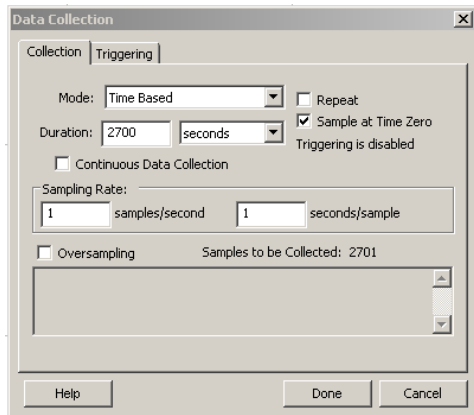 Data Collection
Collection Triggering
Mode: Time Based Repeat
Sample at Time Zero
Duration: 2700 seconds
Triggering is disabled
Continuous Data Collection
Sampling Rate:
1 samples/second 1 seconds/sample
Oversampling Samples to be Collected: 2701
Help Done Cancel